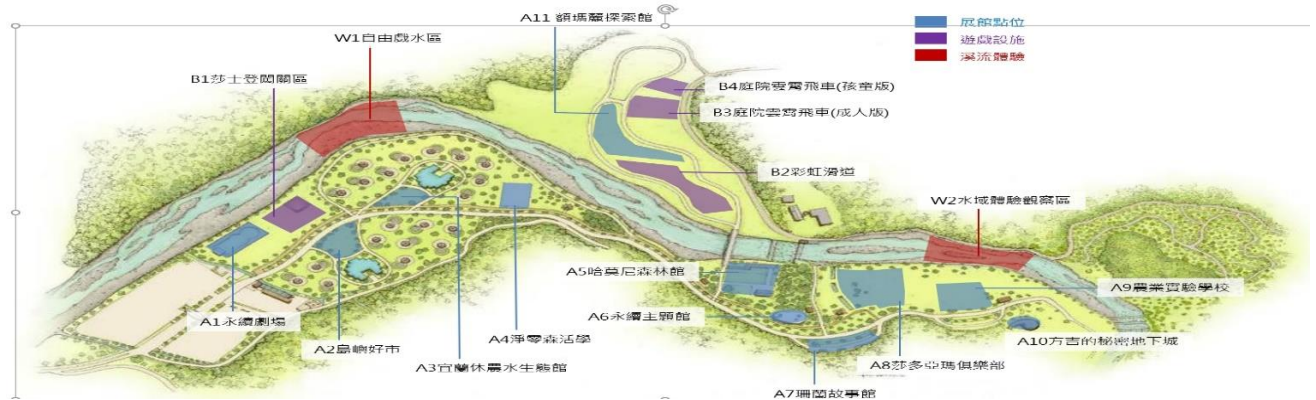 A11 額瑪麗探索館
展館點位
遊戲設施
溪流體驗
W1自由戲水區
B1莎士登闖關區
B4庭院雲霄飛車(孩童版)
B3庭院雲霄飛車(成人版)
B2彩虹滑道
W2水域體驗觀察區
A5哈莫尼森林館
A9農業實驗學校
A6永續主題館
A1永續劇場
A2島嶼好市
A4淨零森活學
A10方吉的秘密地下城
A3宜蘭休農水生態館
A8莎多亞瑪俱樂部
A7珊蘭故事館